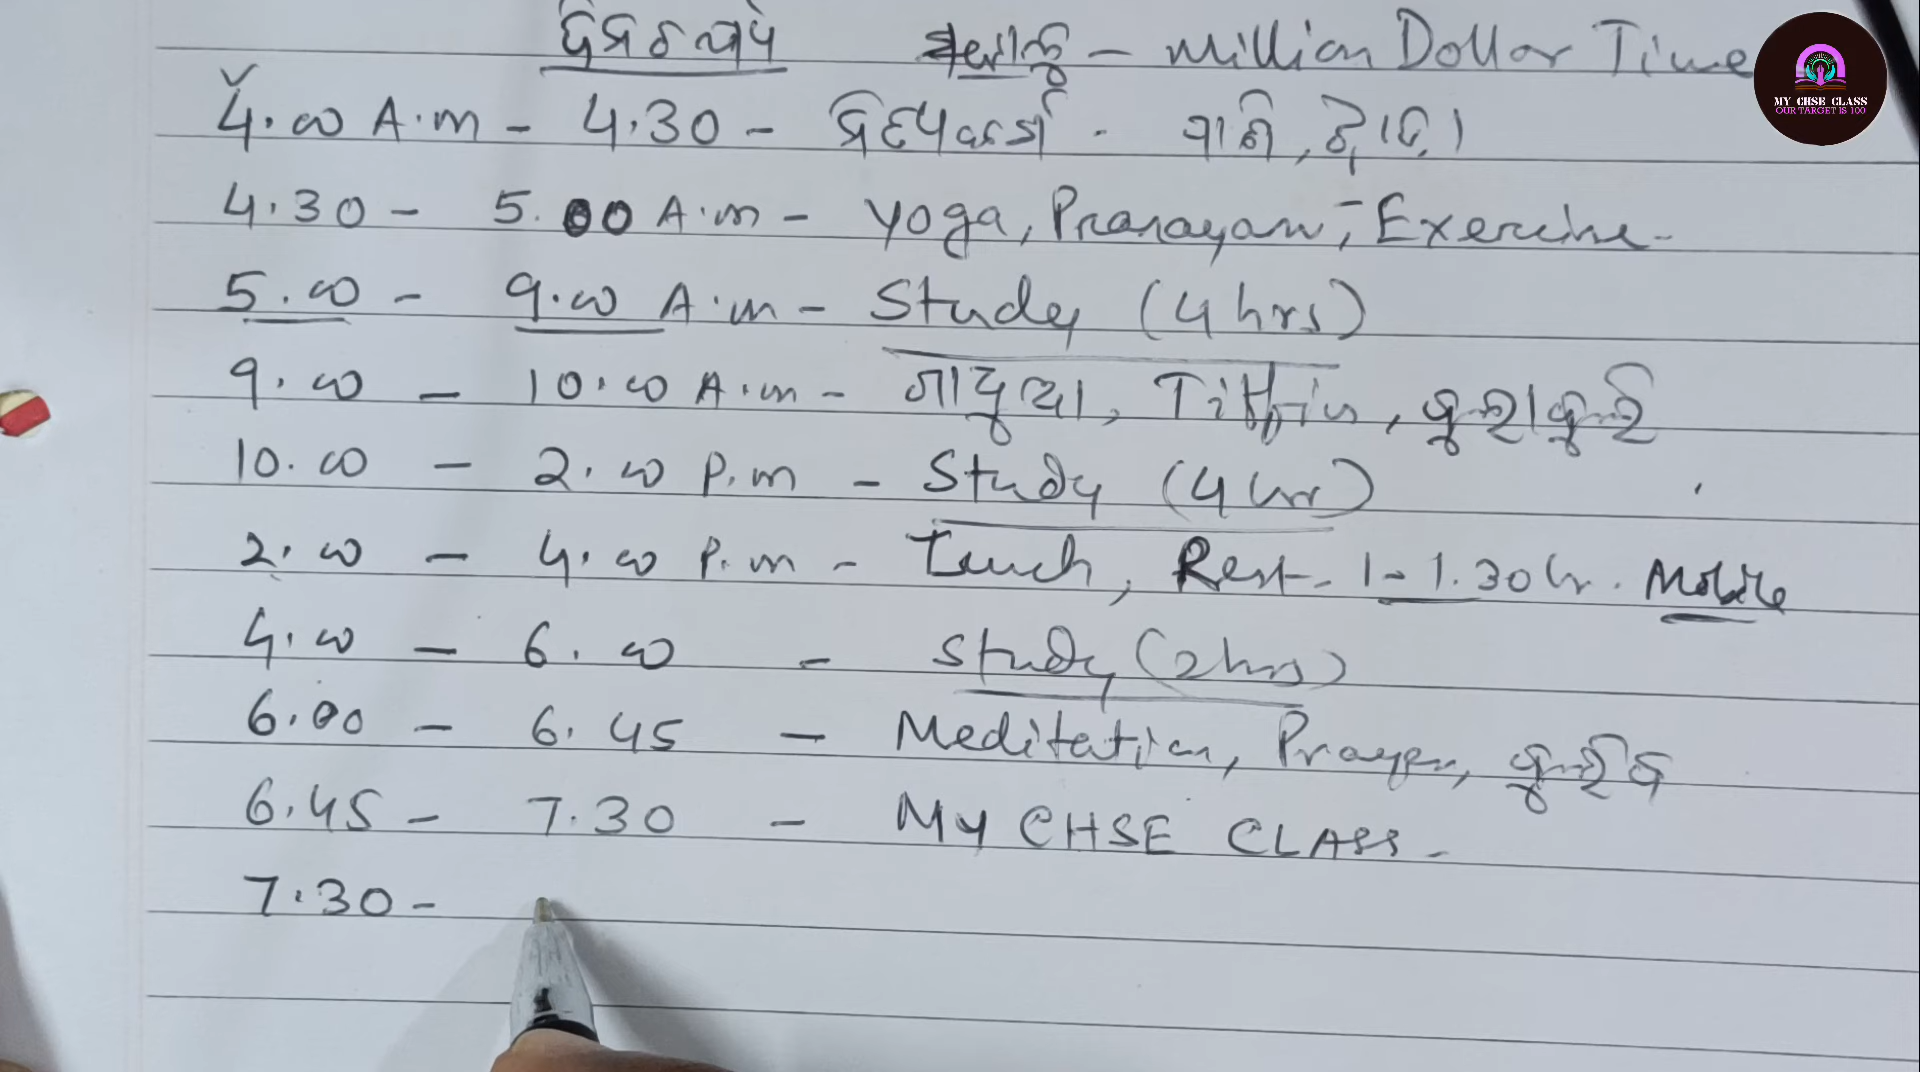 – Million Dollar Time
MY CHSE CLASS
OUR TARGET IS 100
4.00 A.m – 4.30 –
4.30 – 5.00 A.m – Yoga, Pranayam, Exercise –
5.00 – 9.00 A.m – Study (4 hrs)
9.00 – 10.00 A.m – ଗାଧୁଆ, Tiffin,
10.00 – 2.00 P.m – Study (4 hr)
2.00 – 4.00 P.m – Lunch, Rest – 1 – 1.30 hr. Mobile
4.00 – 6.00 – Study (2 hrs)
6.00 – 6.45 – Meditation, Prayer,
6.45 – 7.30 – MY CHSE CLASS –
7.30 –